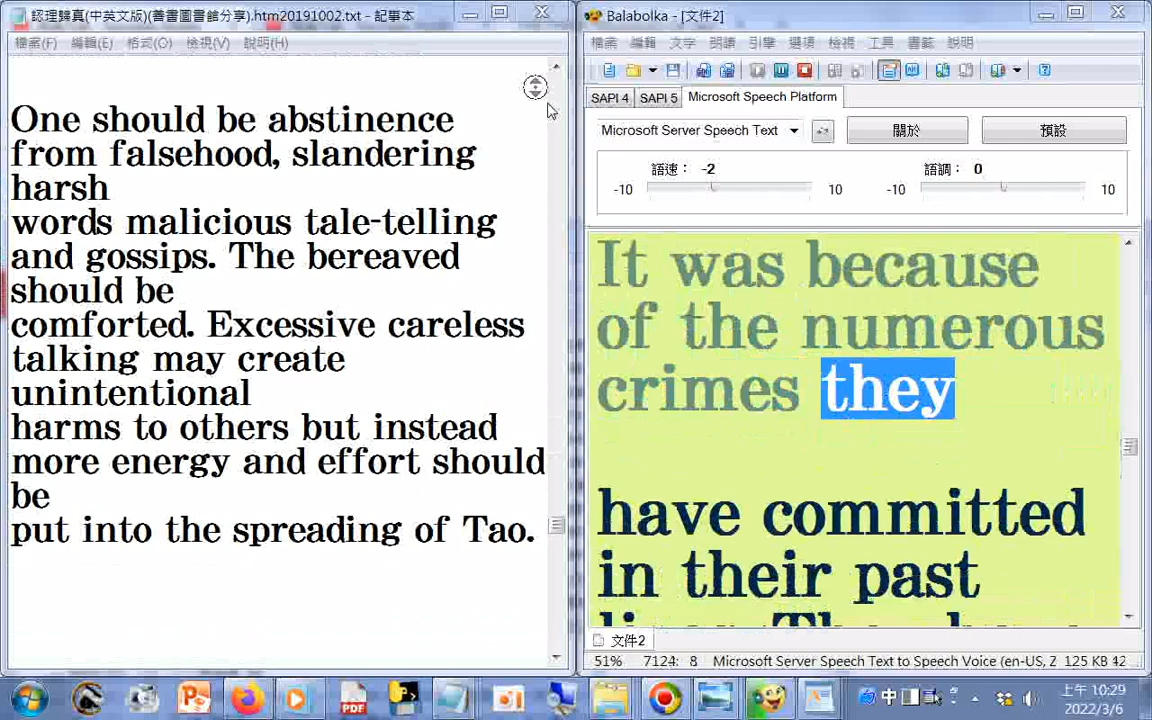 認理歸真(中英文版)(善書圖書館分享).htm20191002.txt - 記事本
檔案(F) 編輯(E) 格式(O) 檢視(V) 說明(H)
One should be abstinence
from falsehood, slandering
harsh
words malicious tale-telling
and gossips. The bereaved
should be
comforted. Excessive careless
talking may create
unintentional
harms to others but instead
more energy and effort should
be
put into the spreading of Tao.
Balabolka - [文件2]
檔案 編輯 文字 朗讀 引擎 選項 檢視 工具 書籤 說明
SAPI 4 SAPI 5 Microsoft Speech Platform
Microsoft Server Speech Text 關於 預設
語速： -2 語調： 0
-10 10 -10 10
It was because
of the numerous
crimes they
have committed
in their past
文件2
51% 7124: 8 Microsoft Server Speech Text to Speech Voice (en-US, Z 125 KB 42
中
上午 10:29
2022/3/6